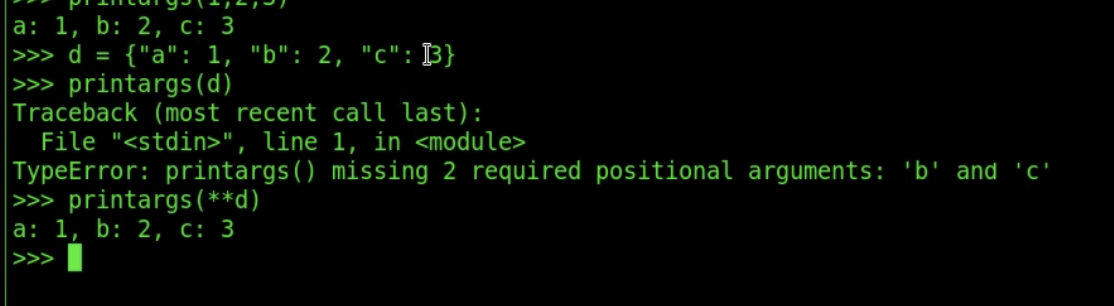 printargs(1,2,3)
a: 1, b: 2, c: 3
>>> d = {"a": 1, "b": 2, "c": 3}
>>> printargs(d)
Traceback (most recent call last):
  File "<stdin>", line 1, in <module>
TypeError: printargs() missing 2 required positional arguments: 'b' and 'c'
>>> printargs(**d)
a: 1, b: 2, c: 3
>>>